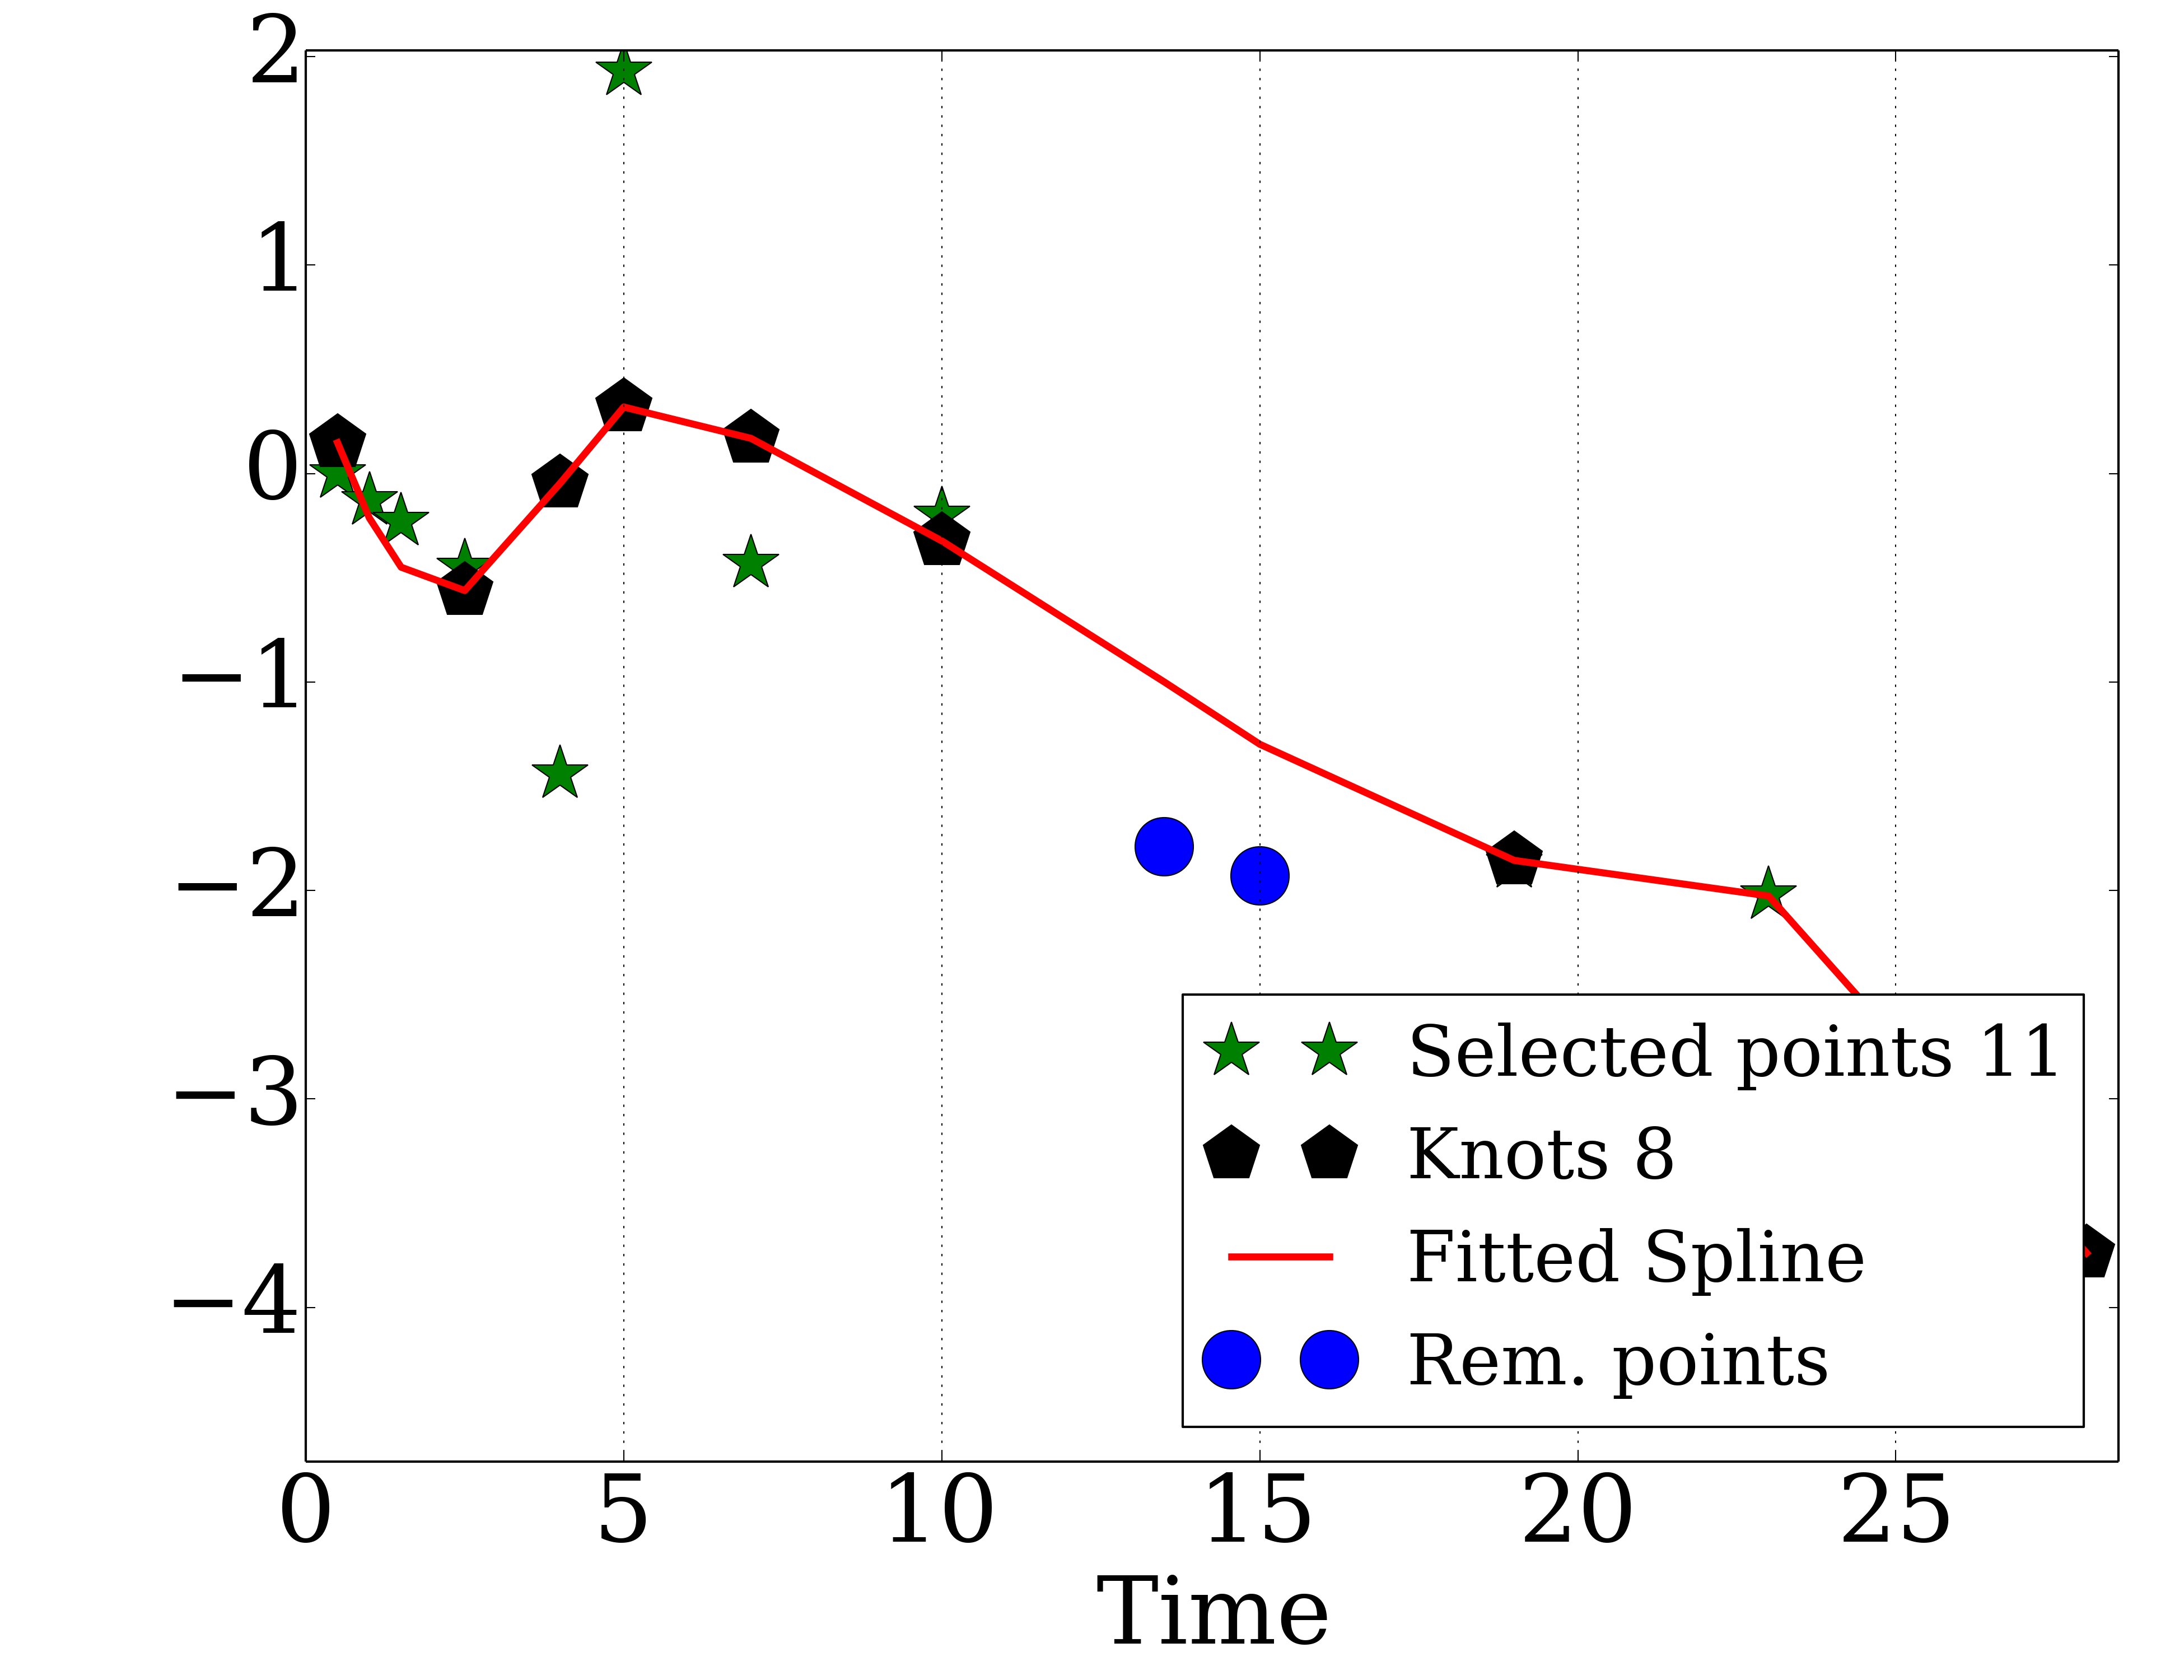 2
1
0
−1
−2
−3
−4
0 5 10 15 20 25
Time
Selected points 11
Knots 8
Fitted Spline
Rem. points